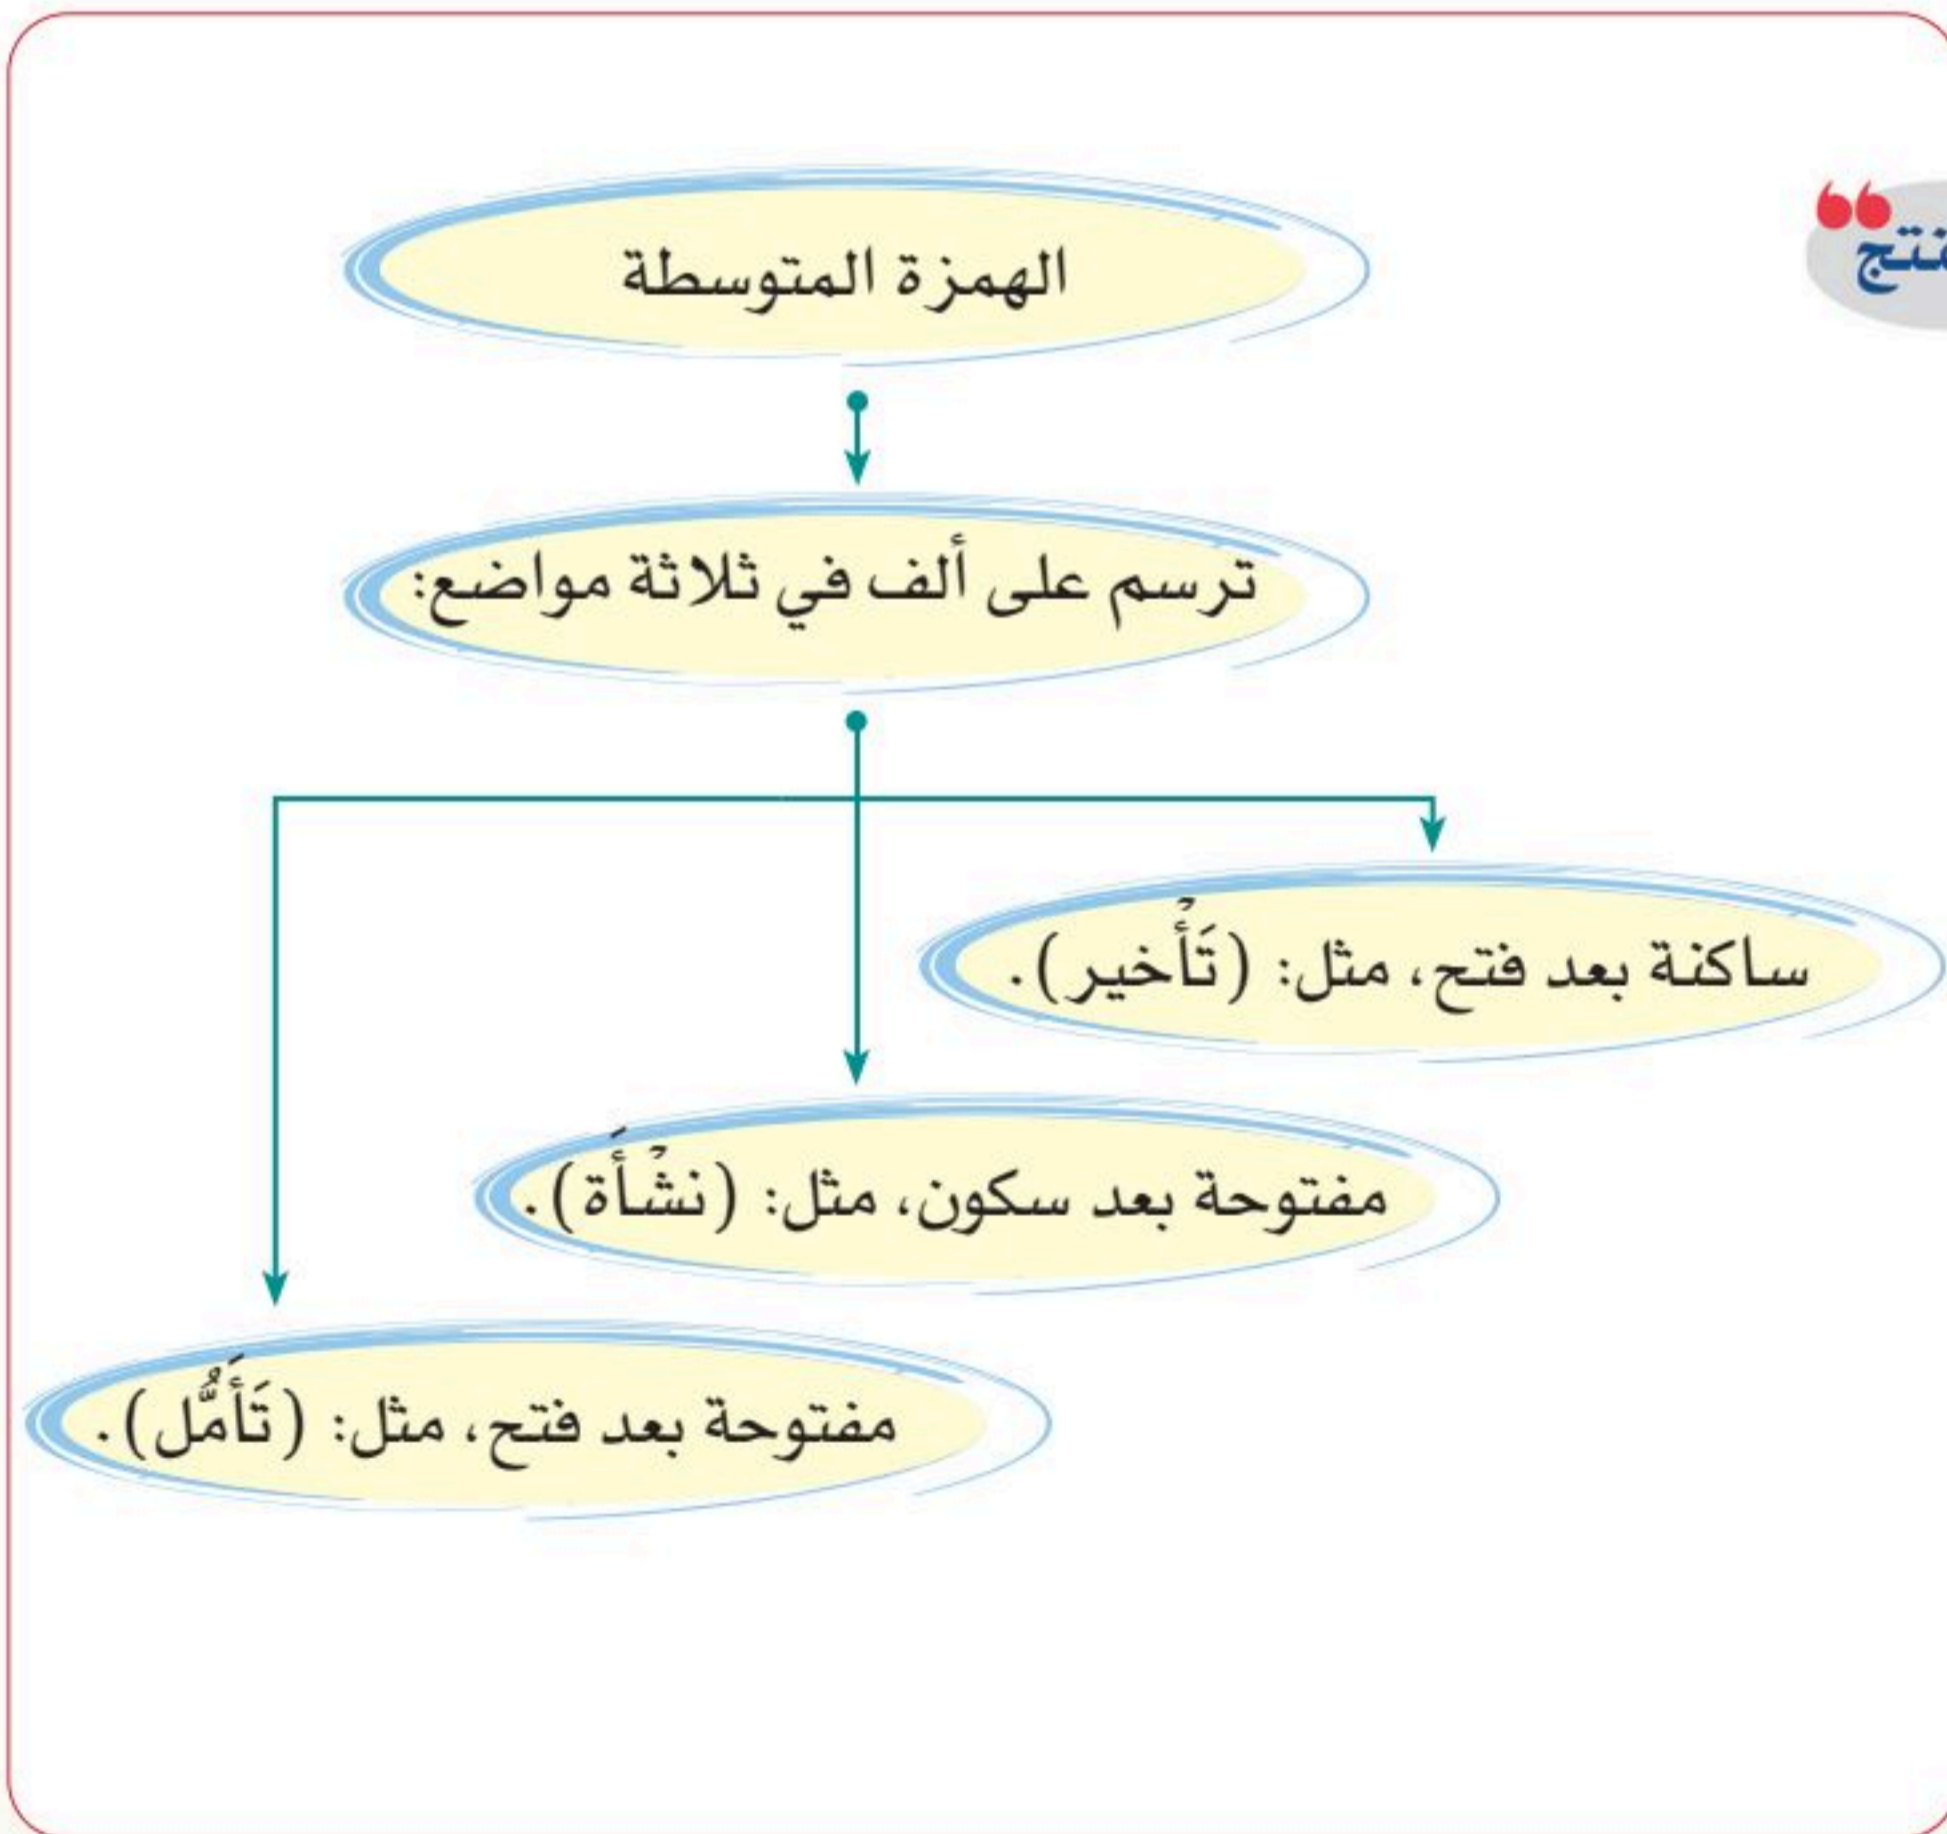 الهمزة المتوسطة
ترسم على ألف في ثلاثة مواضع:
ساكنة بعد فتح، مثل: (تَأْخير).
مفتوحة بعد سكون، مثل: (نشْأَة).
مفتوحة بعد فتح، مثل: (تَأَمُّل).